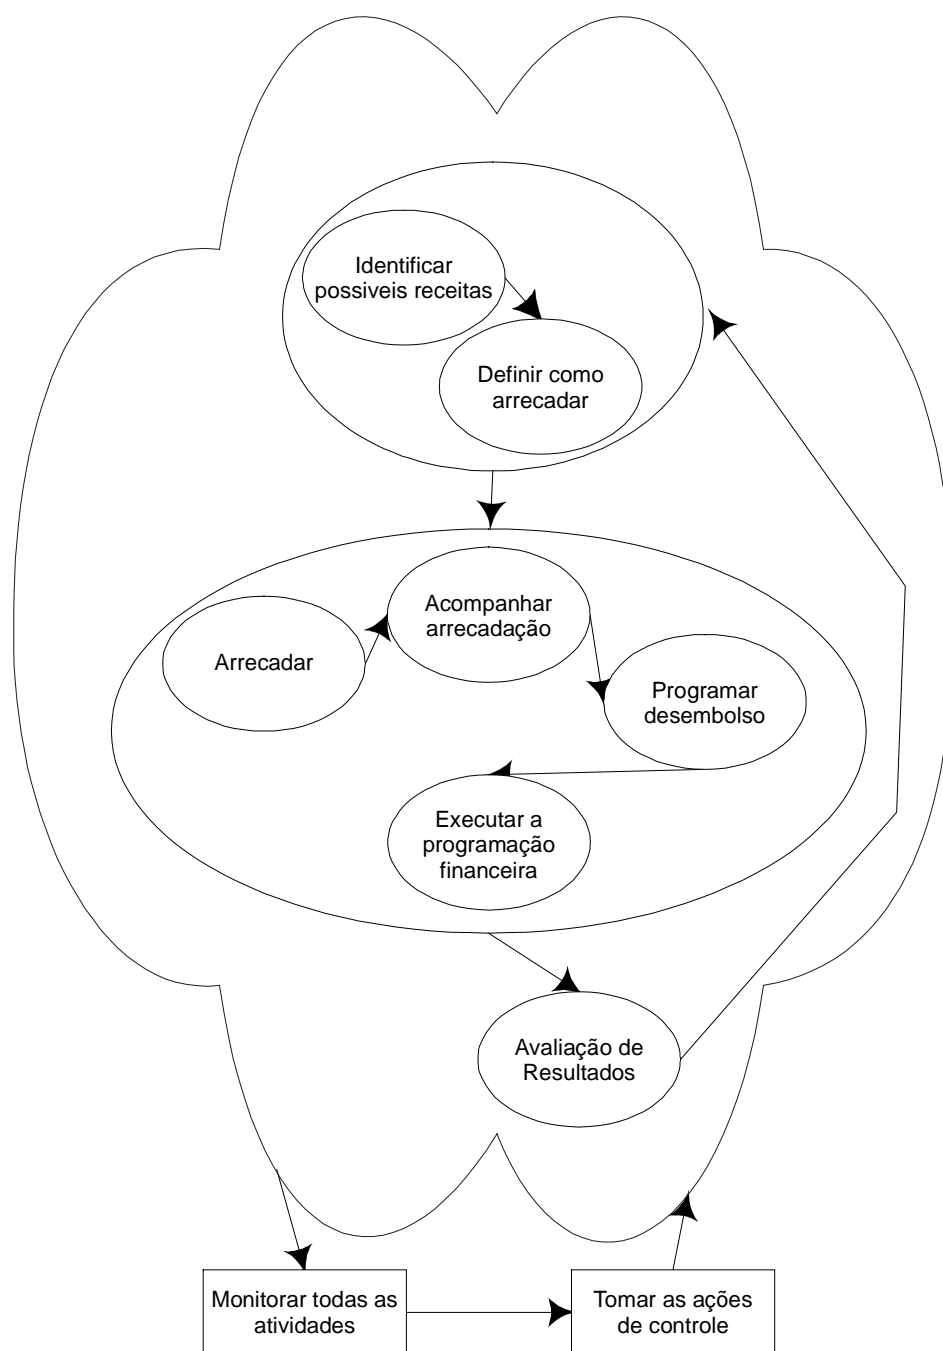 Identificar
possiveis receitas
Definir como
arrecadar
Acompanhar
arrecadação
Arrecadar
Programar
desembolso
Executar a
programação
financeira
Avaliação de
Resultados
Monitorar todas as
atividades
Tomar as ações
de controle